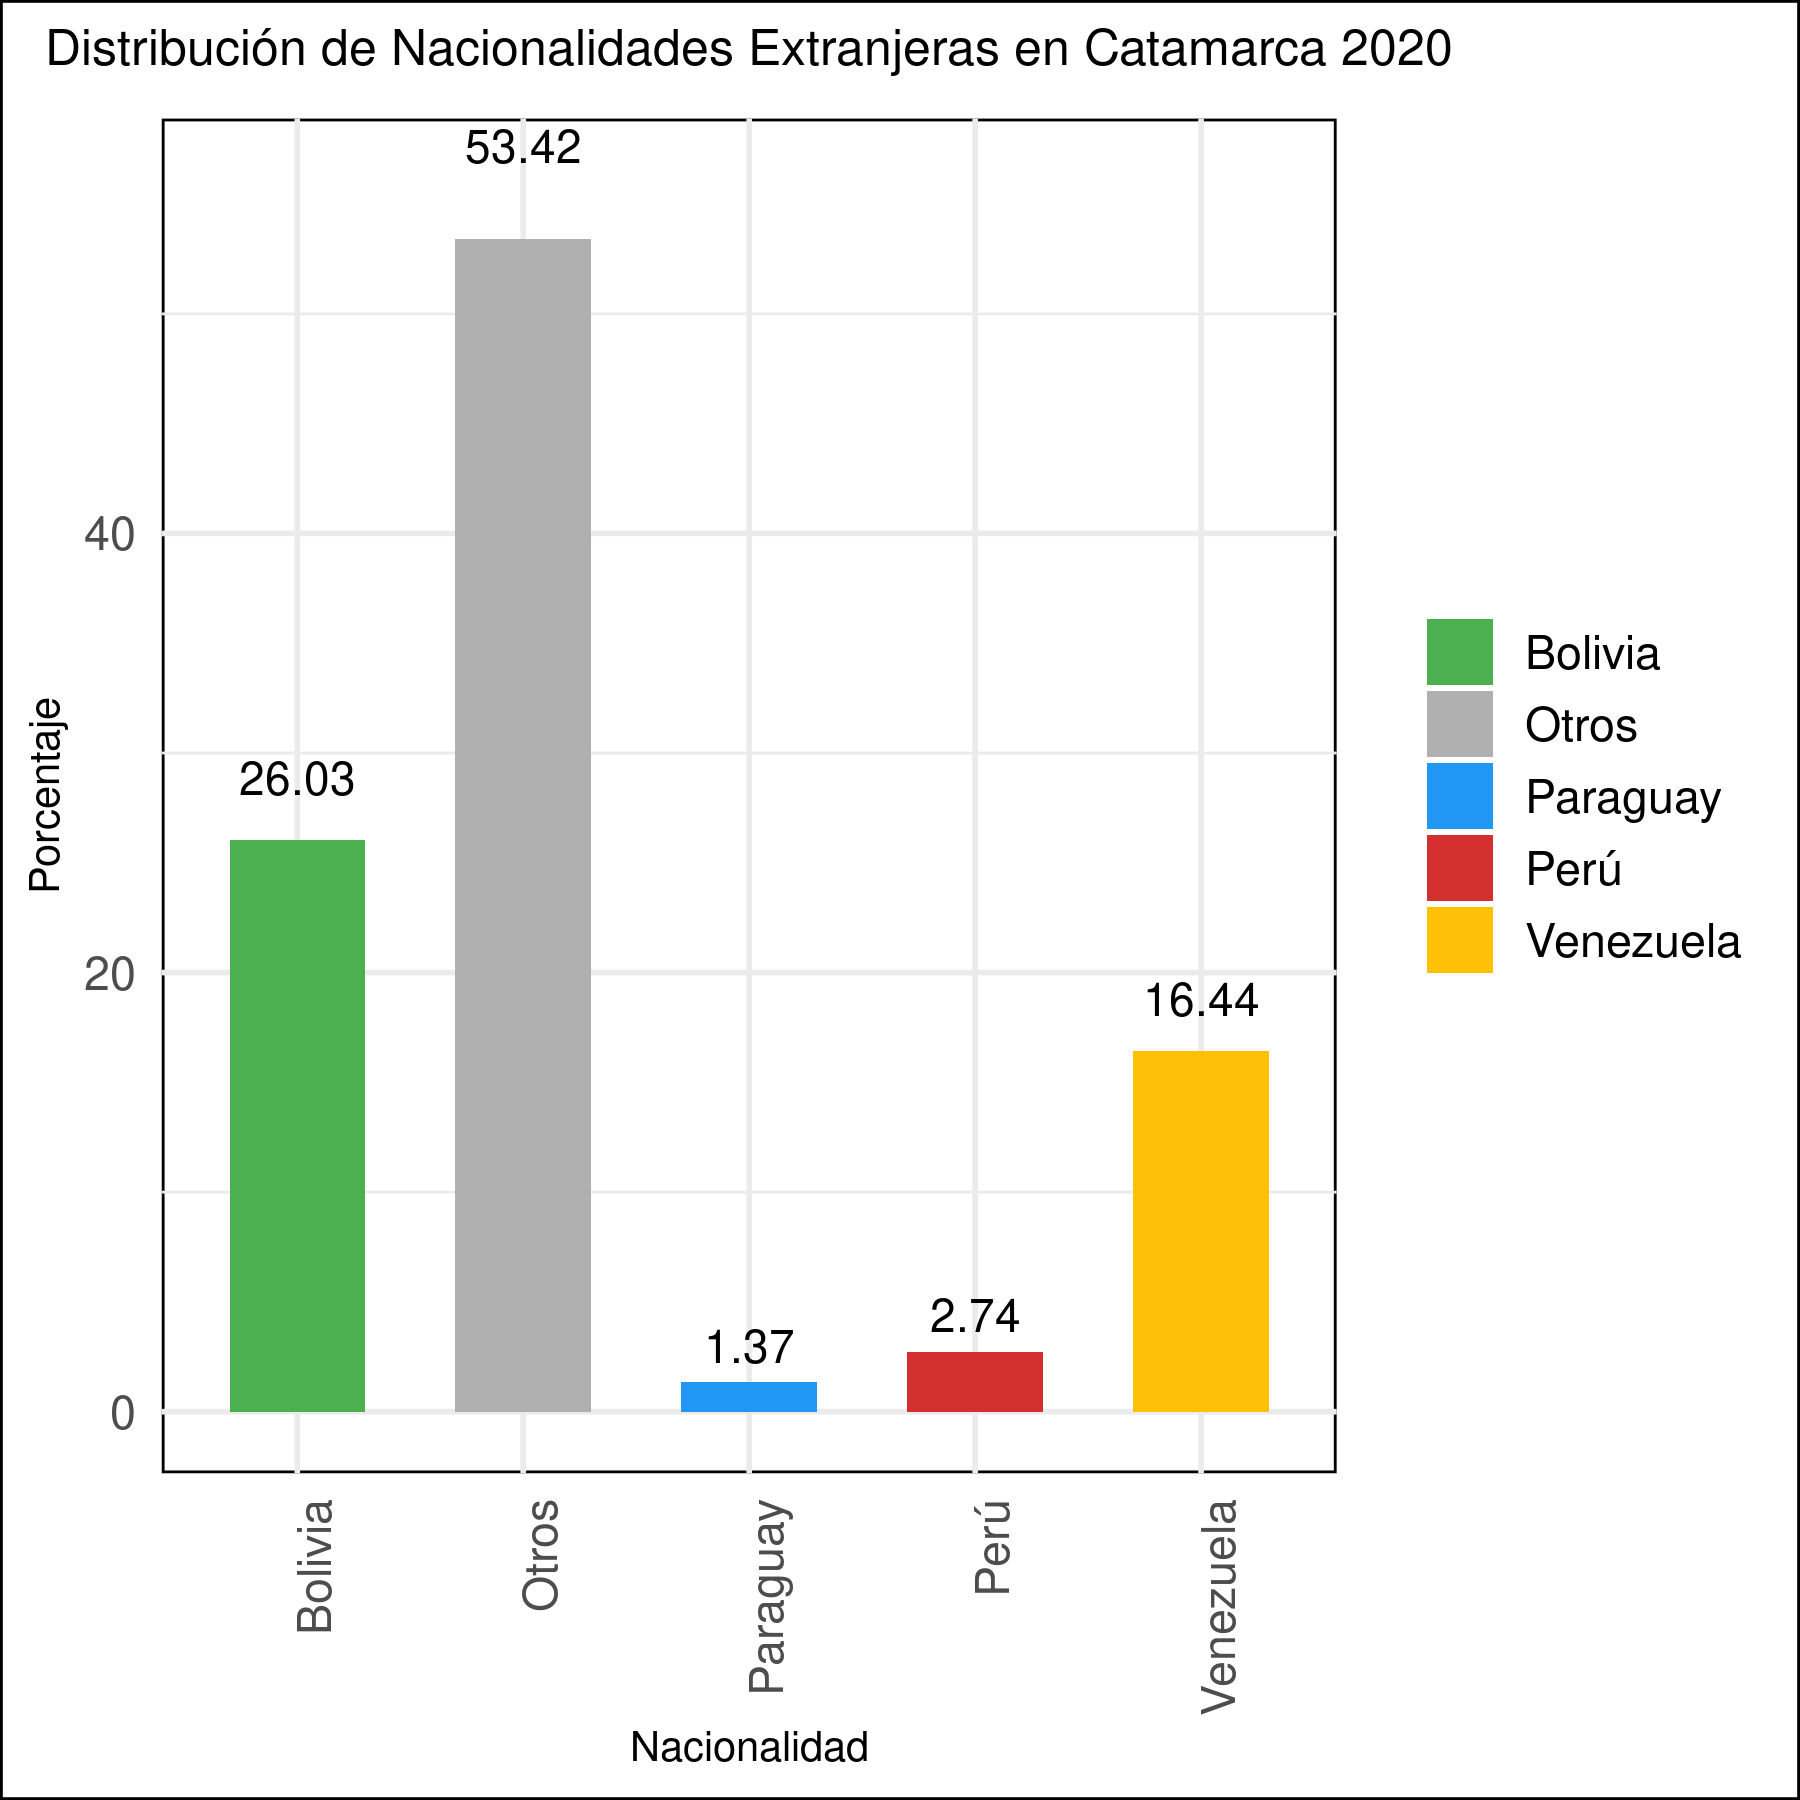 Distribución de Nacionalidades Extranjeras en Catamarca 2020
Porcentaje
40
20
0
26.03
53.42
1.37
2.74
16.44
Bolivia
Otros
Paraguay
Perú
Venezuela
Nacionalidad
Bolivia
Otros
Paraguay
Perú
Venezuela